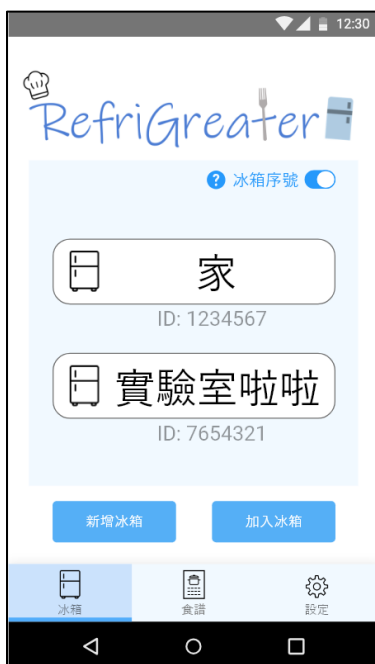 12:30
RefriGreater
? 冰箱序號
家
ID: 1234567
實驗室啦啦
ID: 7654321
新增冰箱 加入冰箱
冰箱 食譜 設定